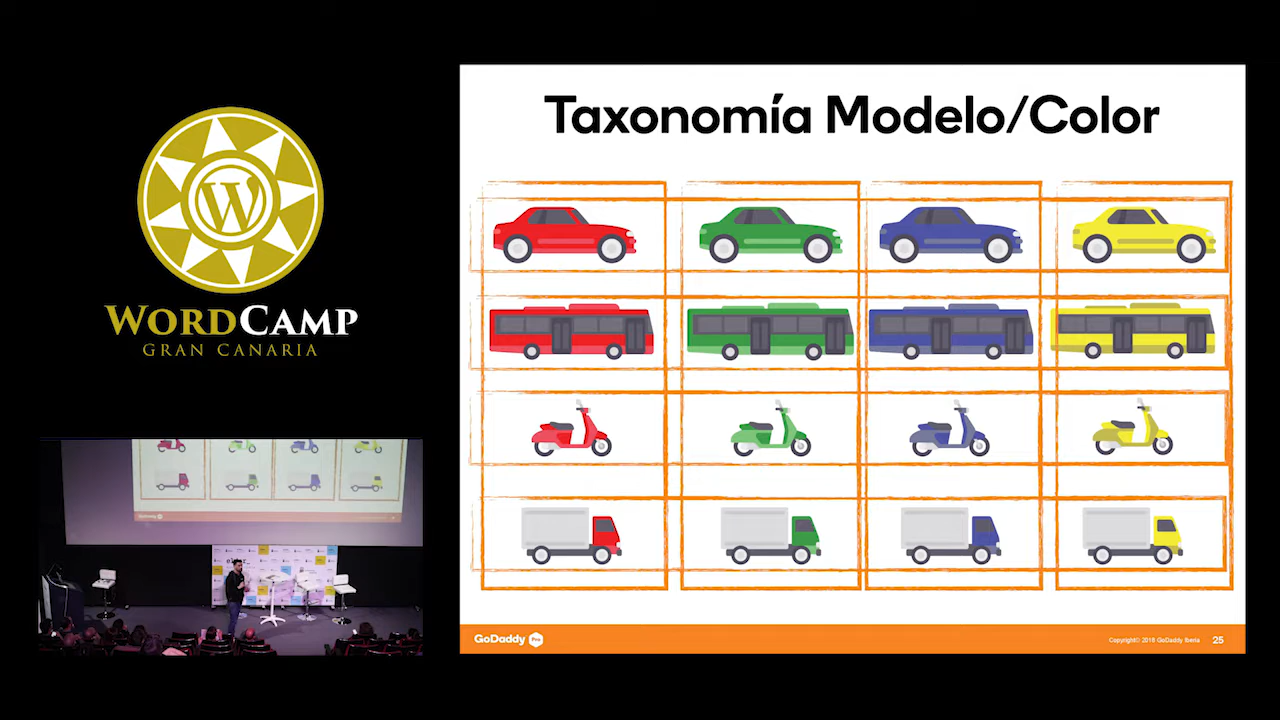 WORDCAMP
GRAN CANARIA
Taxonomía Modelo/Color
GoDaddy Pro
Copyright© 2018 GoDaddy Iberia
25